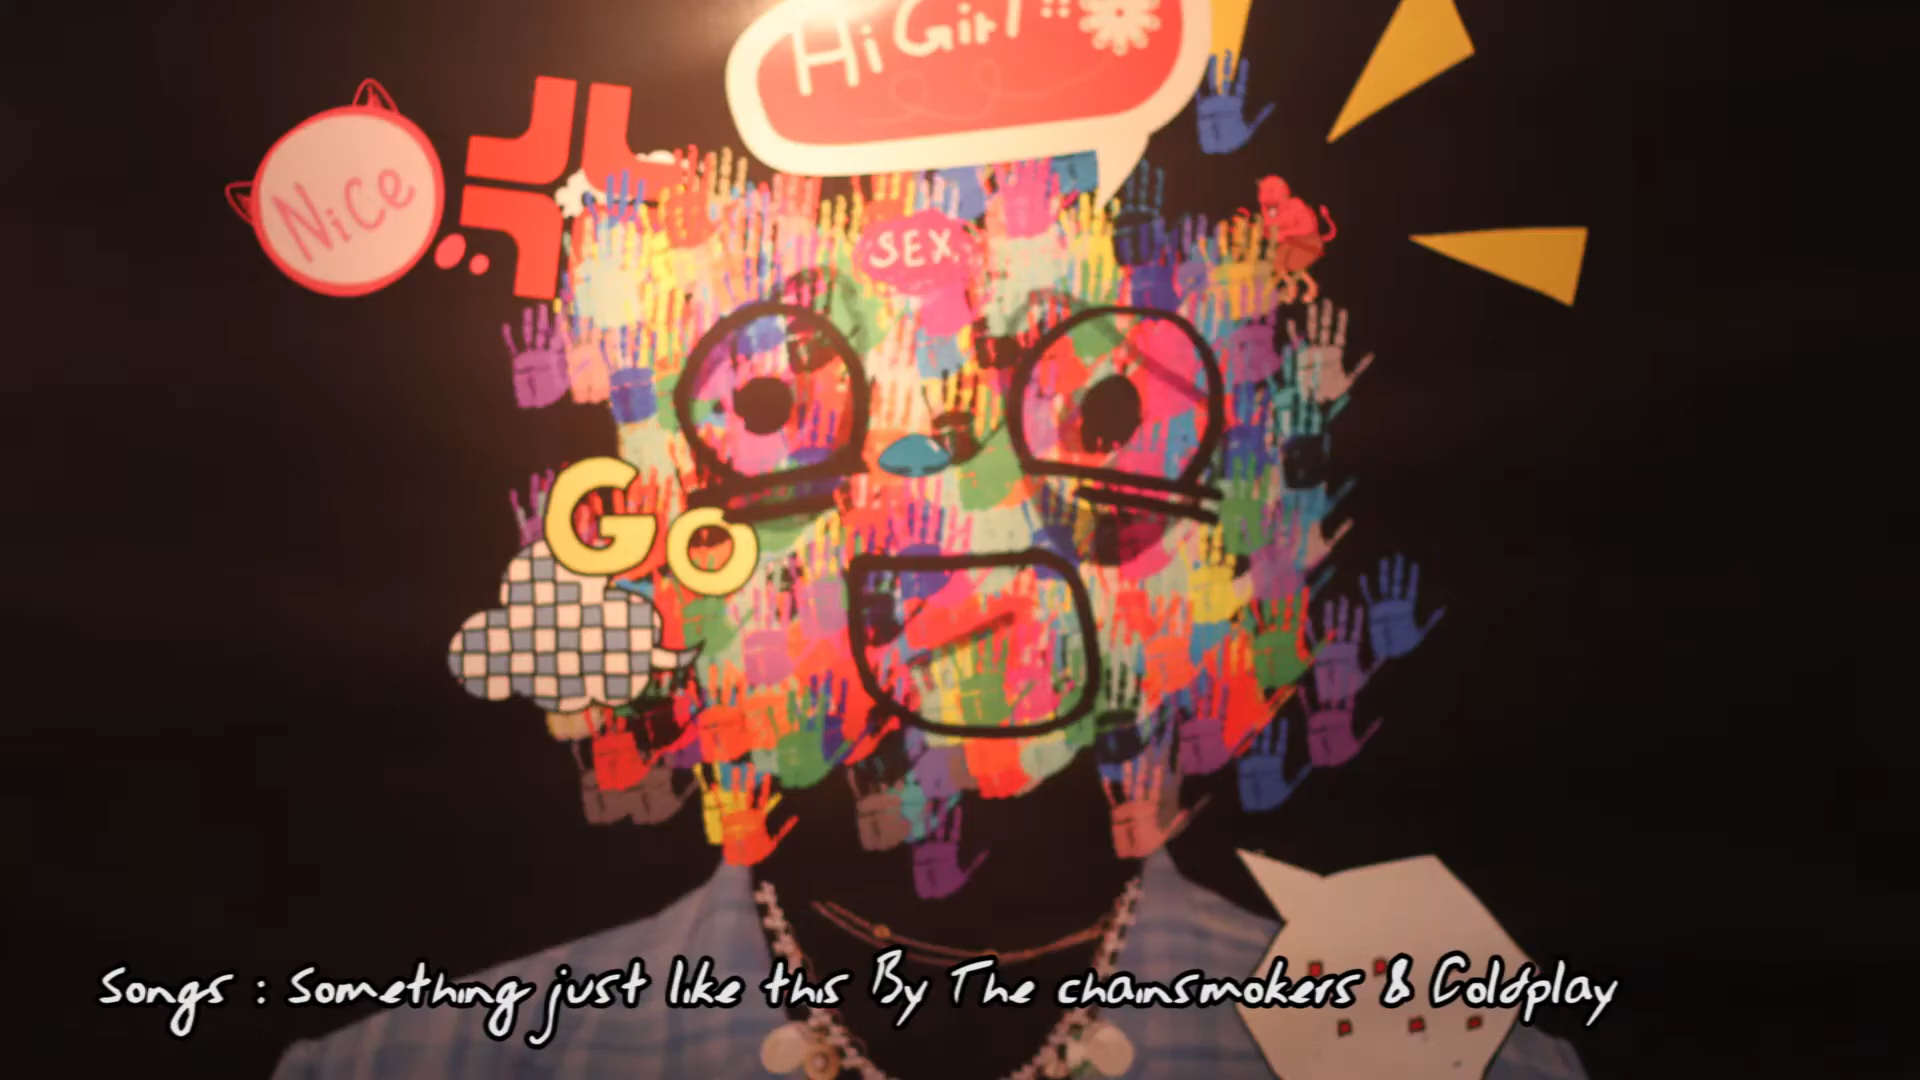 Hi Girl
NiCe
SEX
Go
Songs : Something just like this By The chainsmokers & Coldplay